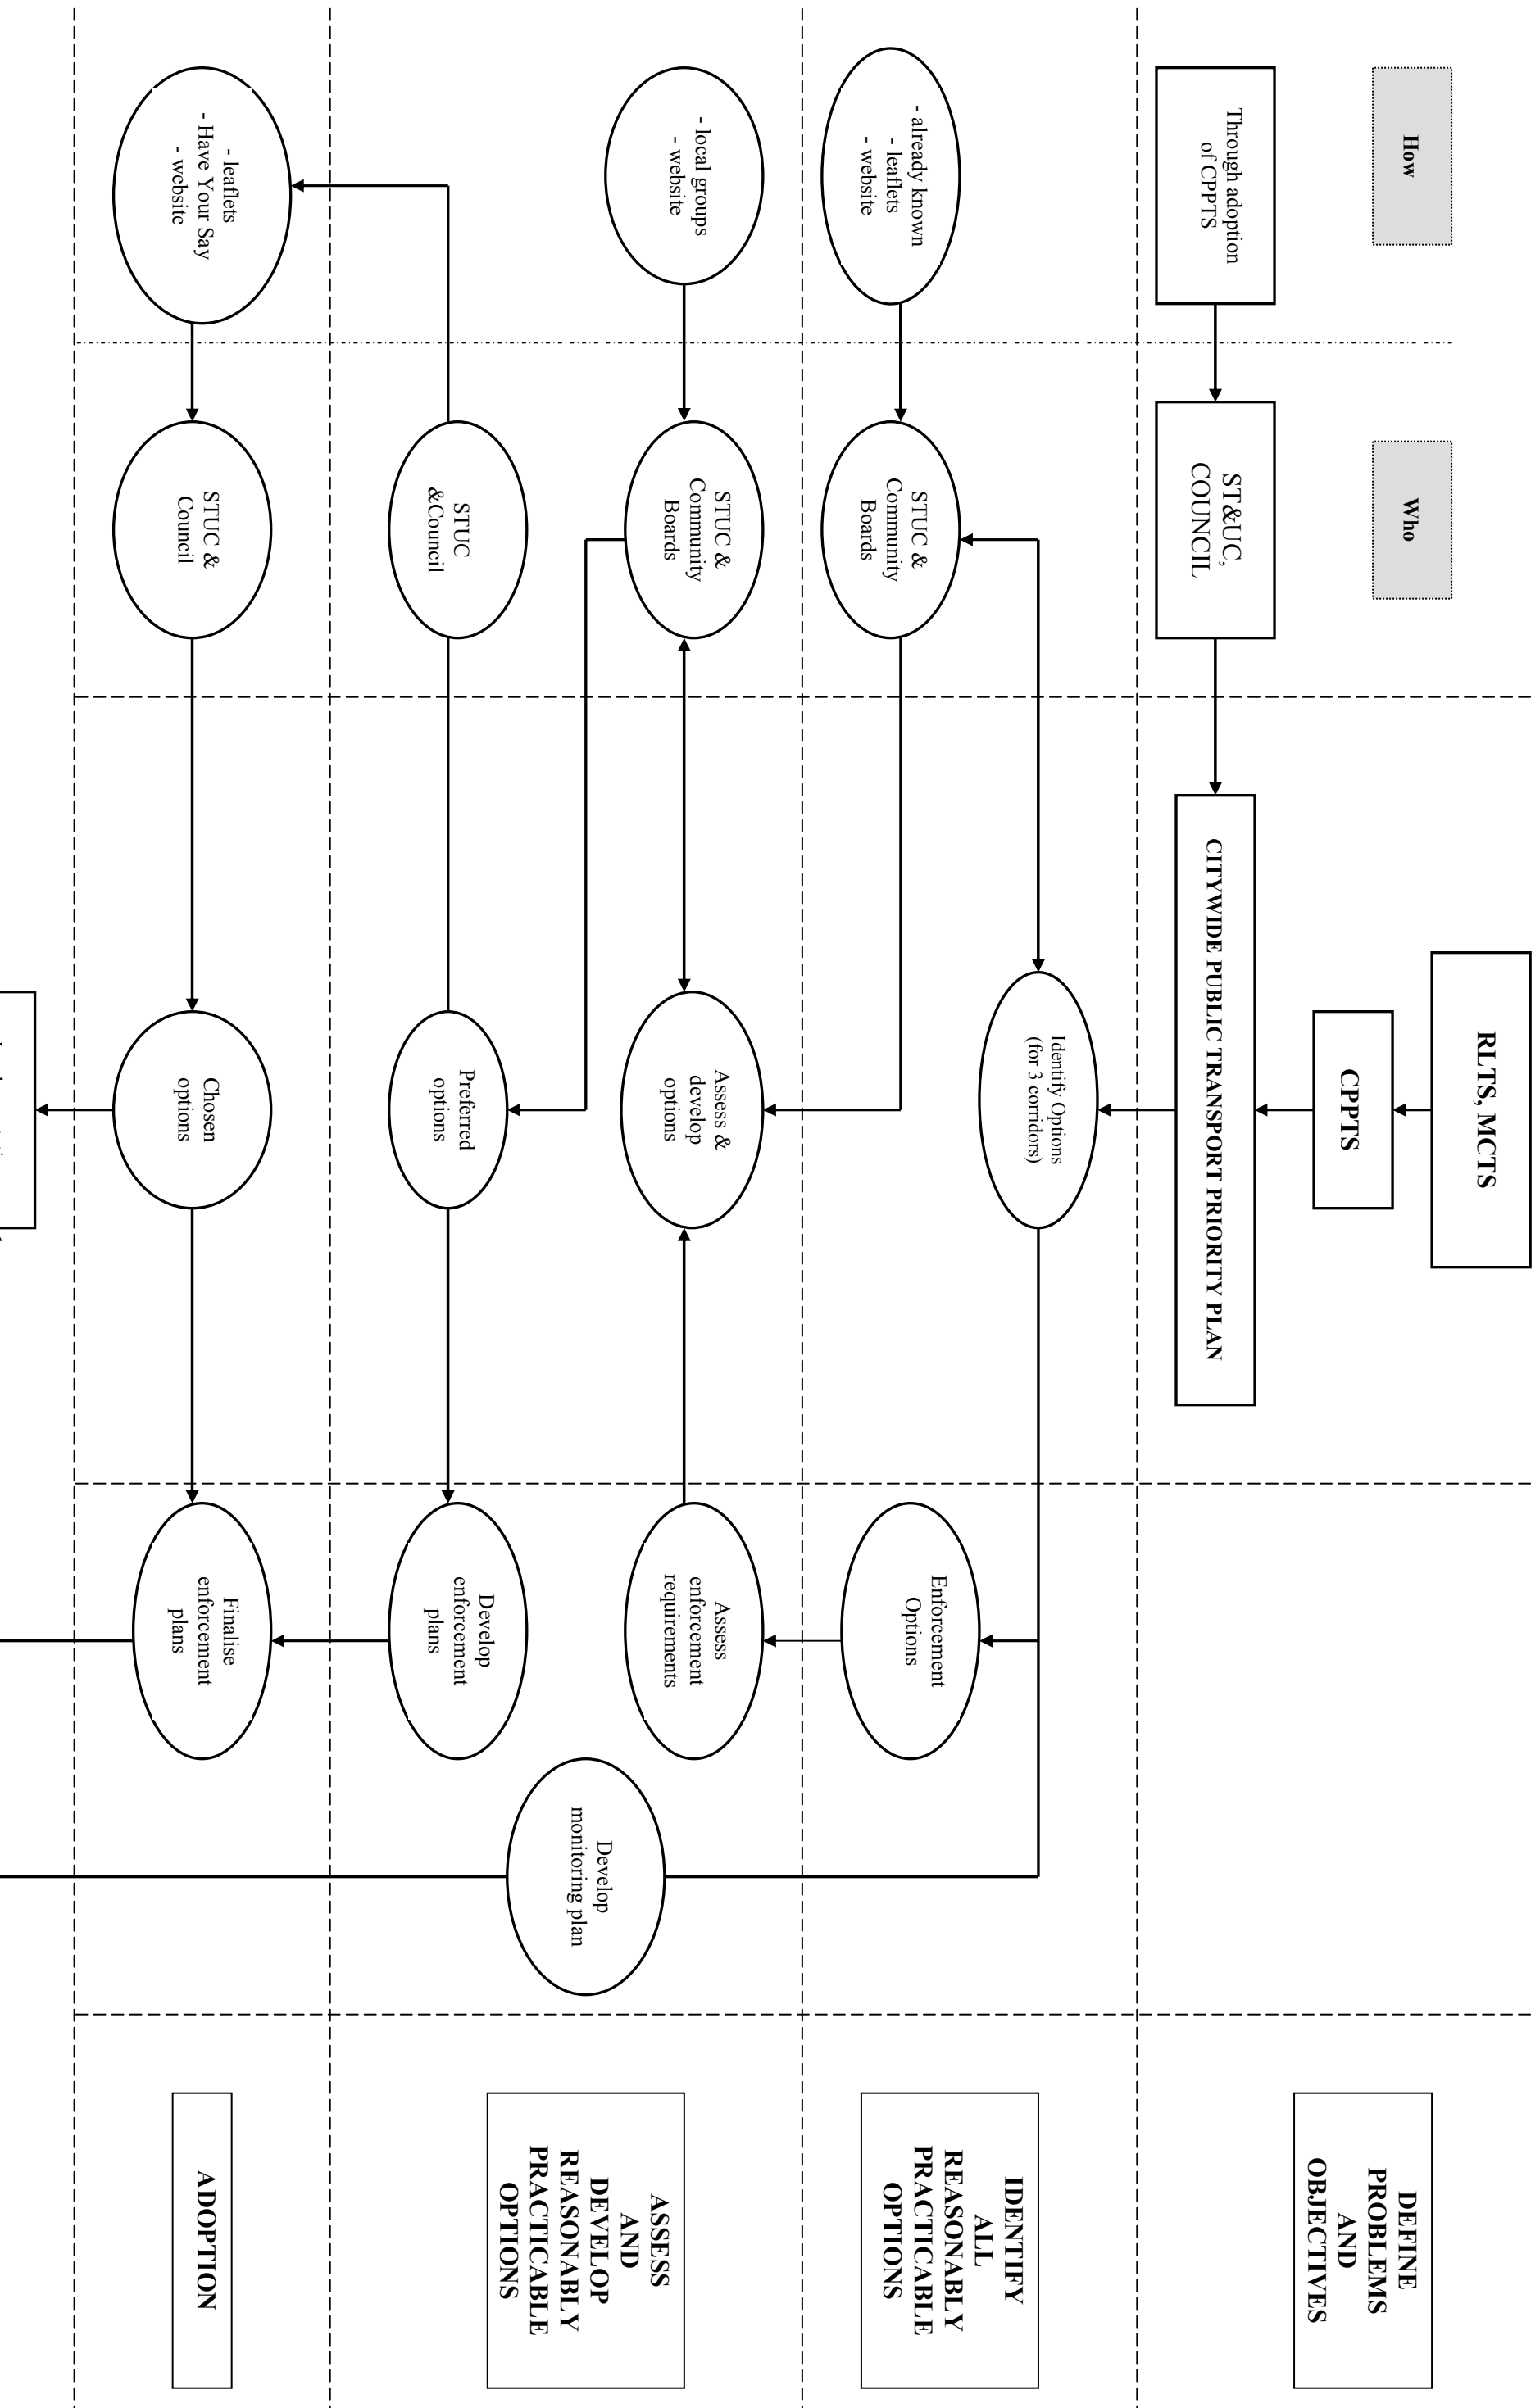 RLTS, MCTS
How
Who
CPPTS
DEFINE
PROBLEMS
AND
OBJECTIVES
Through adoption
of CPPTS
ST&UC,
COUNCIL
CITYWIDE PUBLIC TRANSPORT PRIORITY PLAN
Identify Options
(for 3 corridors)
- already known
- leaflets
- website
STUC &
Community
Boards
Enforcement
Options
IDENTIFY
ALL
REASONABLY
PRACTICABLE
OPTIONS
- local groups
- website
STUC &
Community
Boards
Assess &
develop
options
Assess
enforcement
requirements
Develop
monitoring plan
ASSESS
AND
DEVELOP
REASONABLY
PRACTICABLE
OPTIONS
STUC
&Council
Preferred
options
Develop
enforcement
plans
- leaflets
- Have Your Say
- website
STUC &
Council
Chosen
options
Finalise
enforcement
plans
ADOPTION